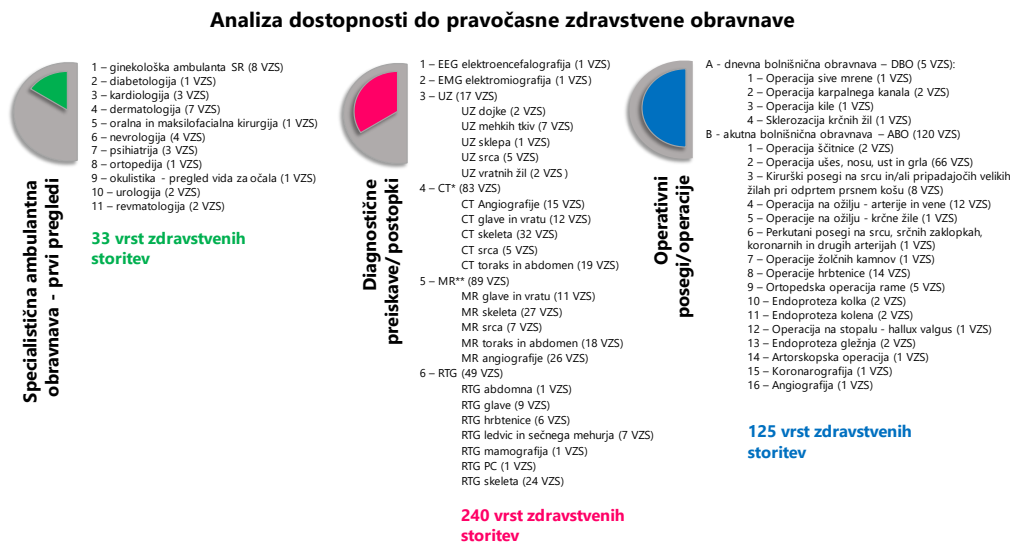 Analiza dostopnosti do pravočasne zdravstvene obravnave
Specialistična ambulantna
obravnava - prvi pregledi
1 – ginekološka ambulanta SR (8 VZS)
2 – diabetologija (1 VZS)
3 – kardiologija (3 VZS)
4 – dermatologija (7 VZS)
5 – oralna in maksilofacialna kirurgija (1 VZS)
6 – nevrologija (4 VZS)
7 – psihiatrija (3 VZS)
8 – ortopedija (1 VZS)
9 – okulistika - pregled vida za očala (1 VZS)
10 – urologija (2 VZS)
11 – revmatologija (2 VZS)
33 vrst zdravstvenih
storitev
Diagnostične
preiskave/ postopki
1 – EEG elektroencefalografija (1 VZS)
2 – EMG elektromiografija (1 VZS)
3 – UZ (17 VZS)
UZ dojke (2 VZS)
UZ mehkih tkiv (7 VZS)
UZ sklepa (1 VZS)
UZ srca (5 VZS)
UZ vratnih žil (2 VZS )
4 – CT* (83 VZS)
CT Angiografije (15 VZS)
CT glave in vratu (12 VZS)
CT skeleta (32 VZS)
CT srca (5 VZS)
CT toraks in abdomen (19 VZS)
5 – MR** (89 VZS)
MR glave in vratu (11 VZS)
MR skeleta (27 VZS)
MR srca (7 VZS)
MR toraks in abdomen (18 VZS)
MR angiografije (26 VZS)
6 – RTG (49 VZS)
RTG abdomna (1 VZS)
RTG glave (9 VZS)
RTG hrbtenice (6 VZS)
RTG ledvic in sečnega mehurja (7 VZS)
RTG mamografija (1 VZS)
RTG PC (1 VZS)
RTG skeleta (24 VZS)
240 vrst zdravstvenih
storitev
Operativni
posegi/operacije
A - dnevna bolnišnična obravnava – DBO (5 VZS):
1 – Operacija sive mrene (1 VZS)
2 – Operacija karpalnega kanala (2 VZS)
3 – Operacija kile (1 VZS)
4 – Sklerozacija krčnih žil (1 VZS)
B - akutna bolnišnična obravnava – ABO (120 VZS)
1 – Operacija ščitnice (2 VZS)
2 – Operacija ušes, nosu, ust in grla (66 VZS)
3 – Kirurški posegi na srcu in/ali pripadajočih velikih
žilah pri odprtem prsnem košu (8 VZS)
4 – Operacije na ožilju - arterije in vene (12 VZS)
5 – Operacije na ožilju - krčne žile (1 VZS)
6 – Perkutani posegi na srcu, srčnih zaklopkah,
koronarnih in drugih arterijah (1 VZS)
7 – Operacije žolčnih kamnov (1 VZS)
8 – Operacije hrbtenice (14 VZS)
9 – Ortopedska operacija rame (5 VZS)
10 – Endoproteza kolka (2 VZS)
11 – Endoproteza kolena (2 VZS)
12 – Operacija na stopalu - hallux valgus (1 VZS)
13 – Endoproteza gležnja (2 VZS)
14 – Artorskopska operacija (1 VZS)
15 – Koronarografija (1 VZS)
16 – Angiografija (1 VZS)
125 vrst zdravstvenih
storitev